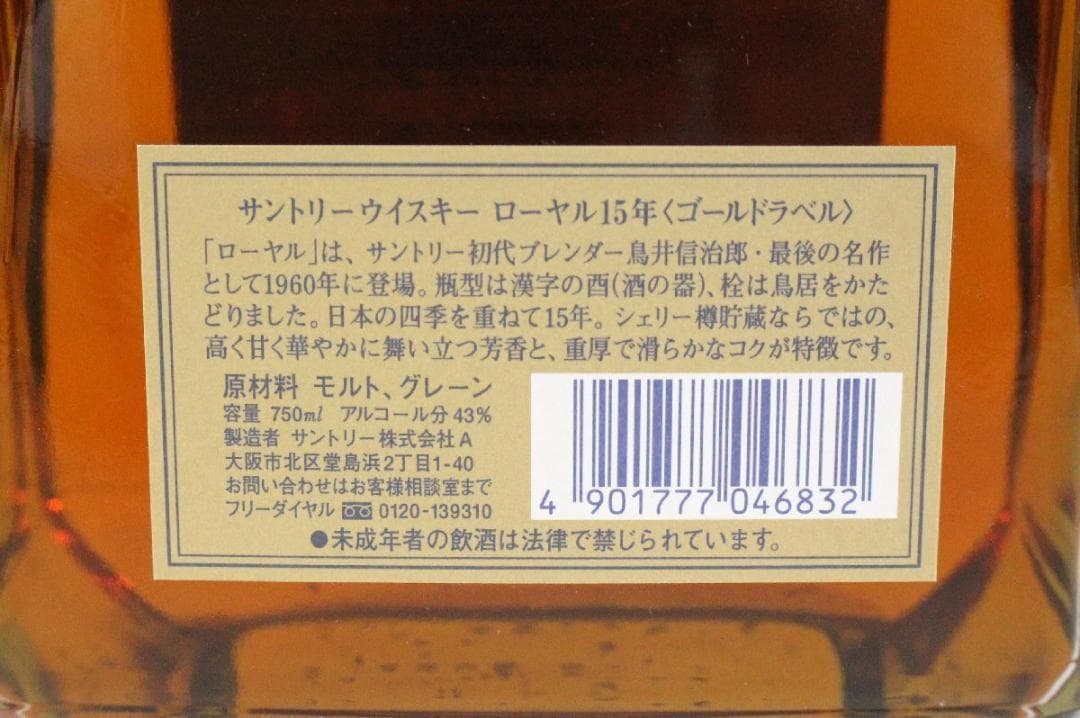 サントリーウイスキー ローヤル15年〈ゴールドラベル〉
「ローヤル」は、サントリー初代ブレンダー鳥井信治郎・最後の名作
として1960年に登場。瓶型は漢字の酉(酒の器)、栓は鳥居をかた
どりました。日本の四季を重ねて15年。シェリー樽貯蔵ならではの、
高く甘く華やかに舞い立つ芳香と、重厚で滑らかなコクが特徴です。
原材料 モルト、グレーン
容量 750ml アルコール分 43%
製造者 サントリー株式会社A
大阪市北区堂島浜2丁目1-40
お問い合わせはお客様相談室まで
フリーダイヤル 0120-139310
4 901777 046832
●未成年者の飲酒は法律で禁じられています。